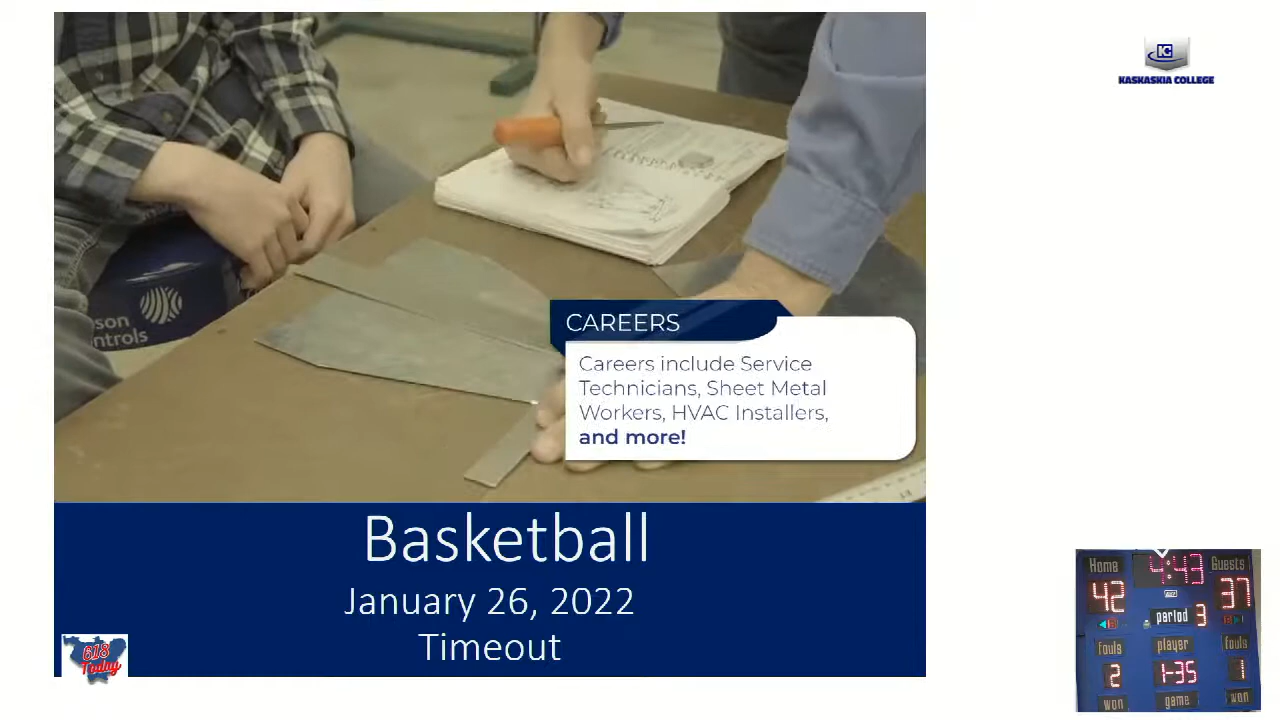 KC
KASKASKIA COLLEGE
CAREERS
Careers include Service
Technicians, Sheet Metal
Workers, HVAC Installers,
and more!
Basketball
January 26, 2022
Timeout
618
Today
Home
4:43
Guests
42
37
period 3
fouls
player
fouls
2
1-35
1
won
game
won